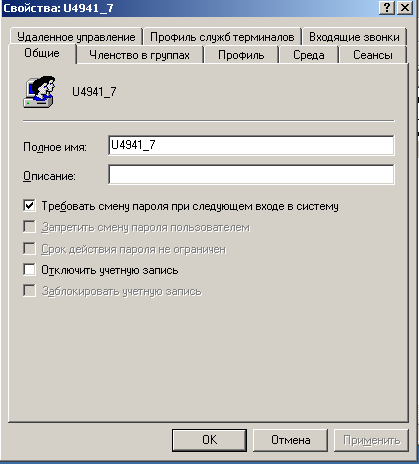 Свойства: U4941_7
Удаленное управление Профиль служб терминалов Входящие звонки
Общие Членство в группах Профиль Среда Сеансы
U4941_7
Полное имя: U4941_7
Описание:
Требовать смену пароля при следующем входе в систему
Запретить смену пароля пользователем
Срок действия пароля не ограничен
Отключить учетную запись
Заблокировать учетную запись
OK Отмена Применить